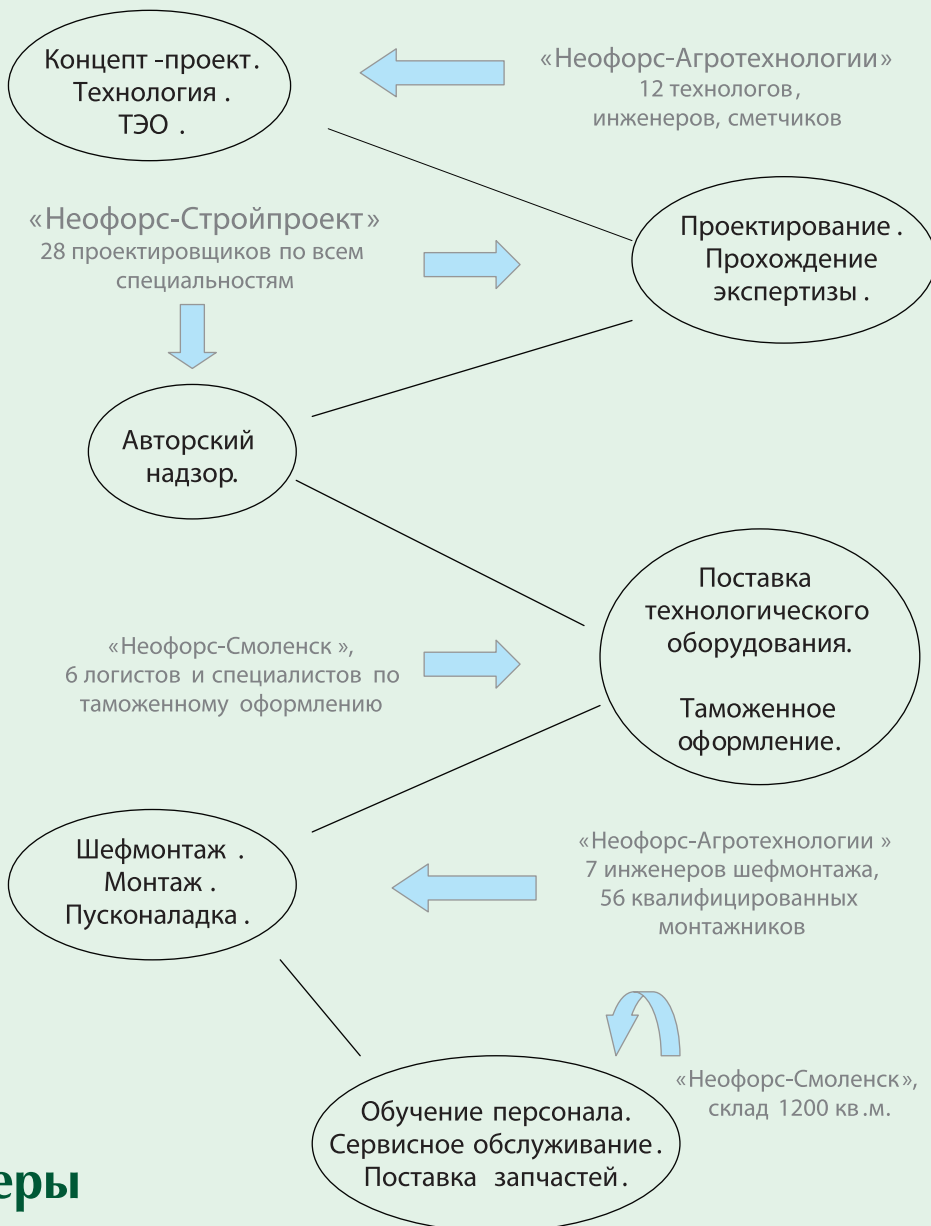 Концепт -проект.
Технология .
ТЭО .
«Неофорс-Агротехнологии»
12 технологов,
инженеров, сметчиков
«Неофорс-Стройпроект»
28 проектировщиков по всем
специальностям
Проектирование .
Прохождение
экспертизы .
Авторский
надзор.
Поставка
технологического
оборудования.
Таможенное
оформление.
«Неофорс-Смоленск »,
6 логистов и специалистов по
таможенному оформлению
Шефмонтаж .
Монтаж .
Пусконаладка .
«Неофорс-Агротехнологии »
7 инженеров шефмонтажа,
56 квалифицированных
монтажников
«Неофорс-Смоленск»,
склад 1200 кв.м.
Обучение персонала.
Сервисное обслуживание.
Поставка запчастей.
еры